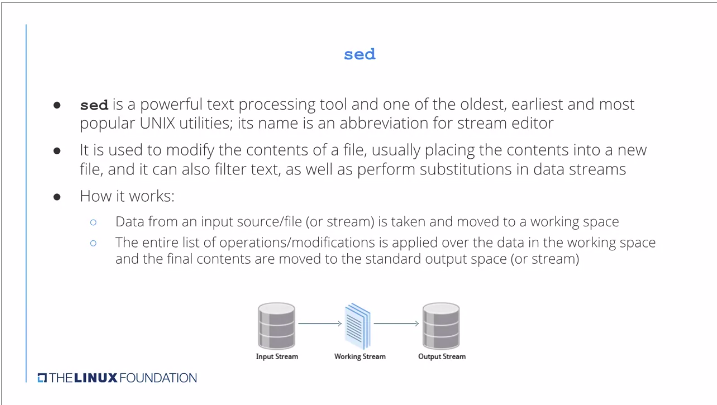 sed
● sed is a powerful text processing tool and one of the oldest, earliest and most
popular UNIX utilities; its name is an abbreviation for stream editor
● It is used to modify the contents of a file, usually placing the contents into a new
file, and it can also filter text, as well as perform substitutions in data streams
● How it works:
○ Data from an input source/file (or stream) is taken and moved to a working space
○ The entire list of operations/modifications is applied over the data in the working space
and the final contents are moved to the standard output space (or stream)
Input Stream Working Stream Output Stream
THE LINUX FOUNDATION